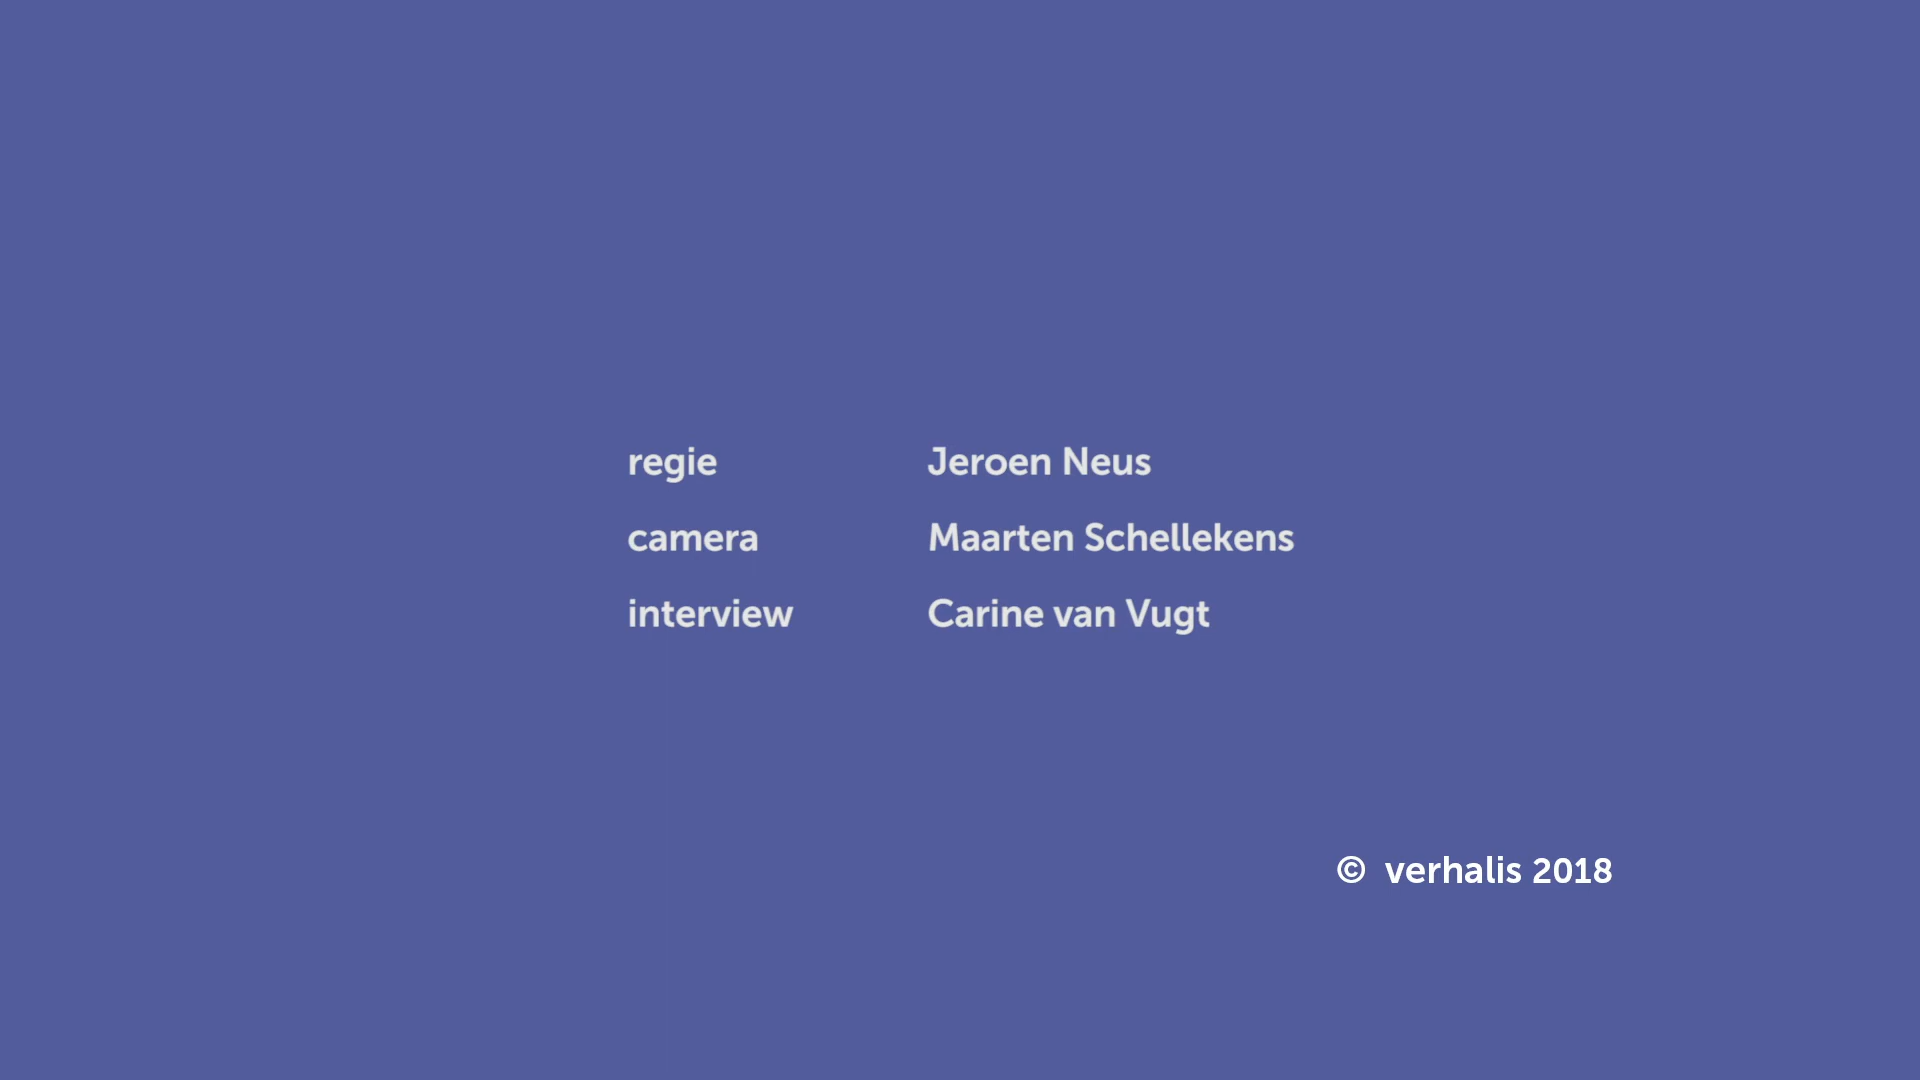 regie Jeroen Neus
camera Maarten Schellekens
interview Carine van Vugt
© verhalis 2018